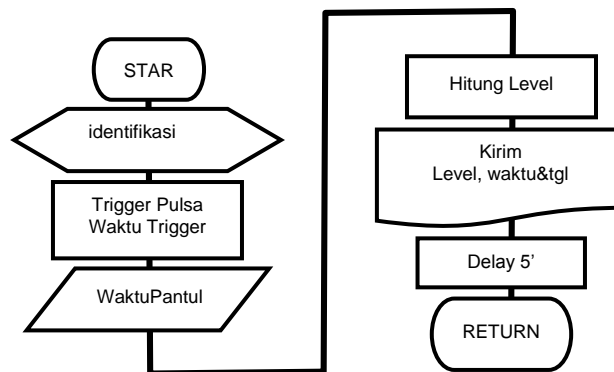 STAR
identifikasi
Trigger Pulsa
Waktu Trigger
WaktuPantul
Hitung Level
Kirim
Level, waktu&tgl
Delay 5’
RETURN